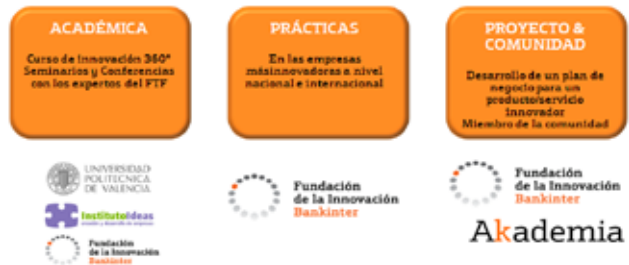 ACADÉMICA
Curso de Innovación 360º
Seminarios y Conferencias
con los expertos del FTF
PRÁCTICAS
En las empresas
másinnovadoras a nivel
nacional e internacional
PROYECTO &
COMUNIDAD
Desarrollo de un plan de
negocio para un
producto/servicio
innovador
Miembro de la comunidad
UNIVERSIDAD
POLITECNICA
DE VALENCIA
InstitutoIdeas
Fundación
de la Innovación
Bankinter
Fundación
de la Innovación
Bankinter
Fundación
de la Innovación
Bankinter
Akademia